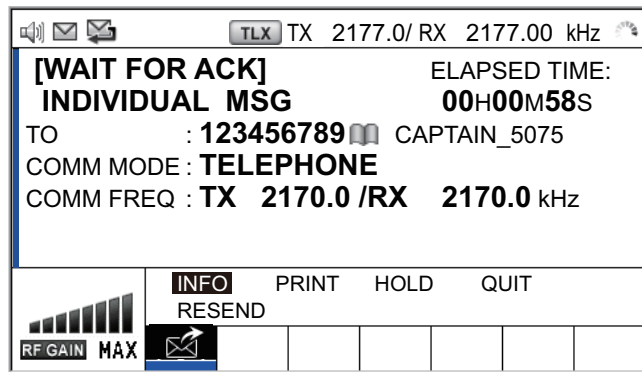 TLX TX 2177.0/ RX 2177.00 kHz
[WAIT FOR ACK] ELAPSED TIME:
INDIVIDUAL MSG 00H00M58S
TO : 123456789 CAPTAIN_5075
COMM MODE : TELEPHONE
COMM FREQ : TX 2170.0 /RX 2170.0 kHz
INFO PRINT HOLD QUIT
RESEND
RF GAIN MAX